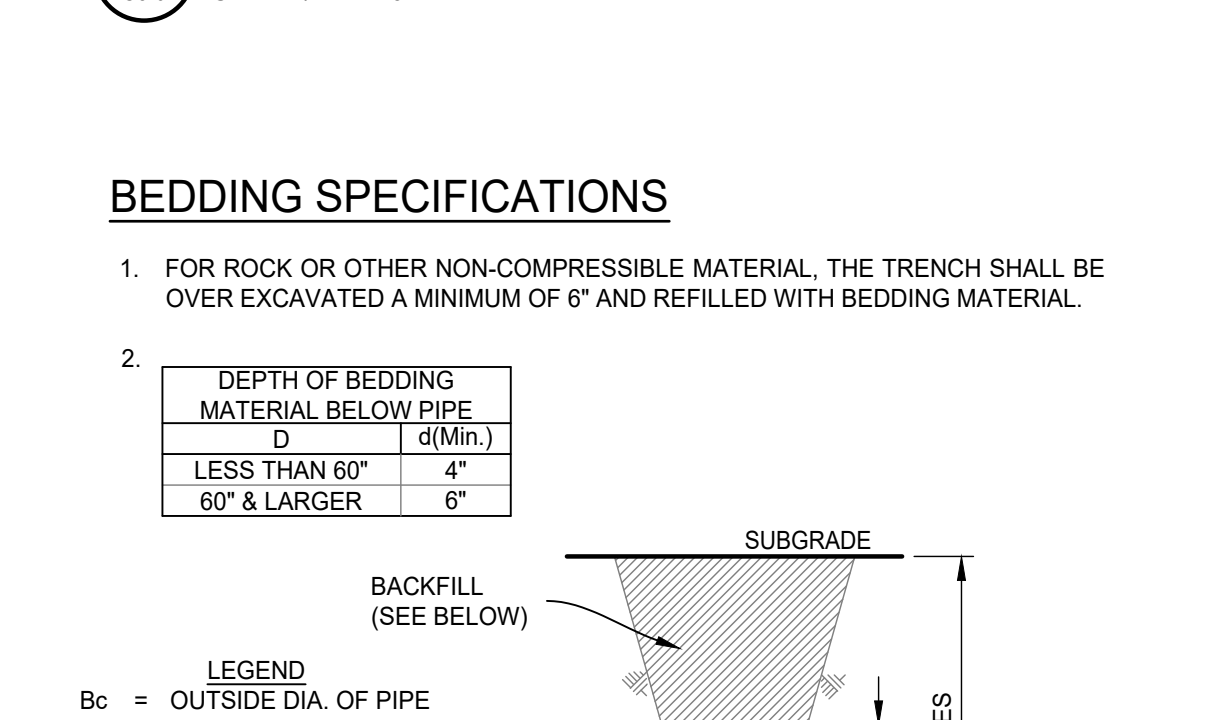 BEDDING SPECIFICATIONS
1. FOR ROCK OR OTHER NON-COMPRESSIBLE MATERIAL, THE TRENCH SHALL BE
OVER EXCAVATED A MINIMUM OF 6" AND REFILLED WITH BEDDING MATERIAL.
2.
DEPTH OF BEDDING
MATERIAL BELOW PIPE
D d(Min.)
LESS THAN 60" 4"
60" & LARGER 6"
SUBGRADE
BACKFILL
(SEE BELOW)
LEGEND
Bc = OUTSIDE DIA. OF PIPE